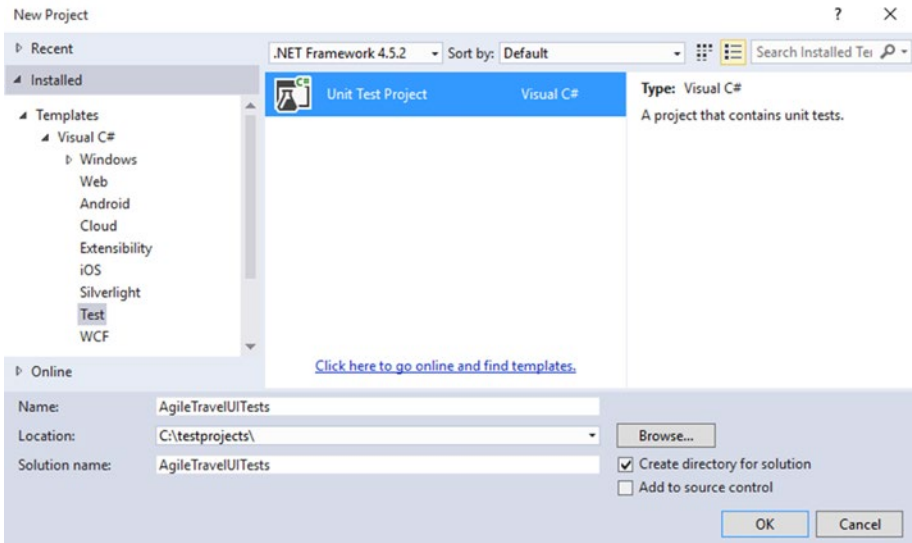 New Project ?
Recent
.NET Framework 4.5.2 Sort by: Default Search Installed Te
Installed
Templates
Visual C#
Windows
Web
Android
Cloud
Extensibility
iOS
Silverlight
Test
WCF
Online
C#
Unit Test Project Visual C#
Click here to go online and find templates.
Type: Visual C#
A project that contains unit tests.
Name: AgileTravelUITests
Location: C:\testprojects\ Browse...
Solution name: AgileTravelUITests
Create directory for solution
Add to source control
OK Cancel